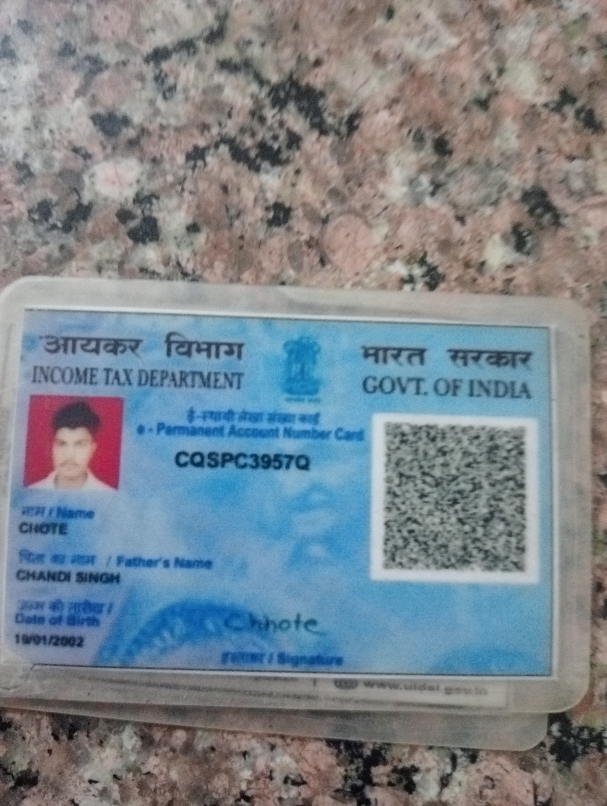 आयकर विभाग
INCOME TAX DEPARTMENT
भारत सरकार
GOVT. OF INDIA
ई-स्थायी लेखा संख्या कार्ड
e - Permanent Account Number Card
CQSPC3957Q
नाम / Name
CHOTE
पिता का नाम / Father's Name
CHANDI SINGH
जन्म की तारीख /
Date of Birth
19/01/2002
Chhote
हस्ताक्षर / Signature
www.uidai.gov.in